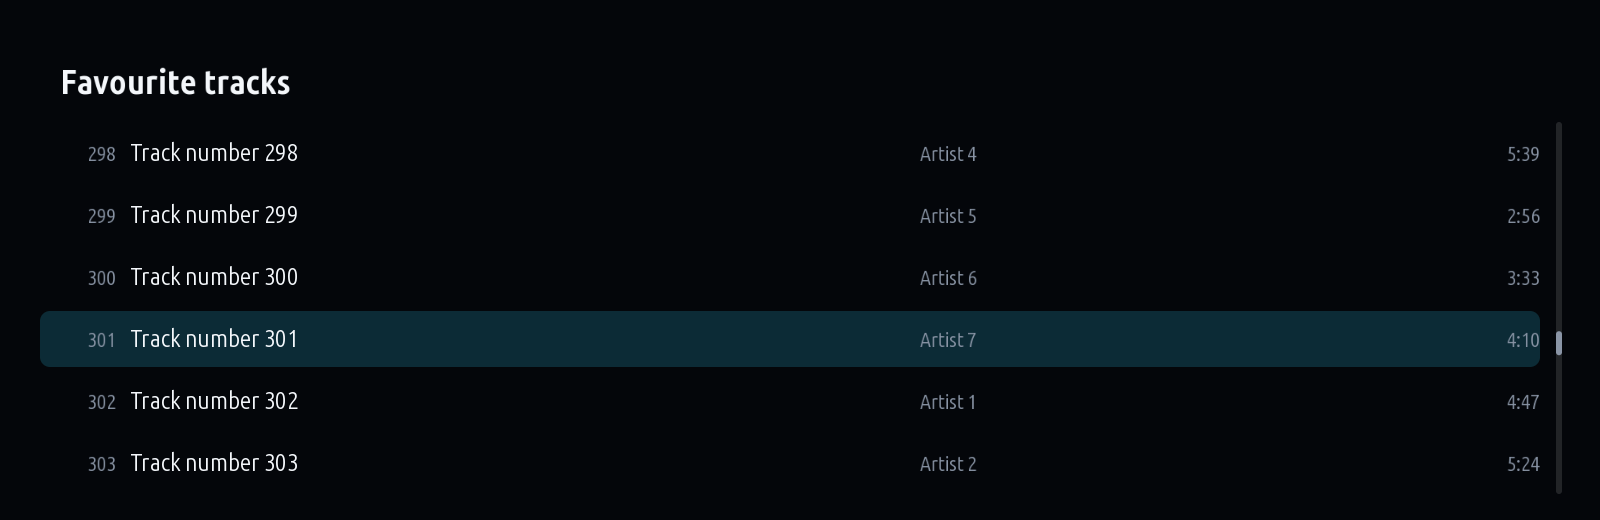 Favourite tracks
298 Track number 298 Artist 4 5:39
299 Track number 299 Artist 5 2:56
300 Track number 300 Artist 6 3:33
301 Track number 301 Artist 7 4:10
302 Track number 302 Artist 1 4:47
303 Track number 303 Artist 2 5:24